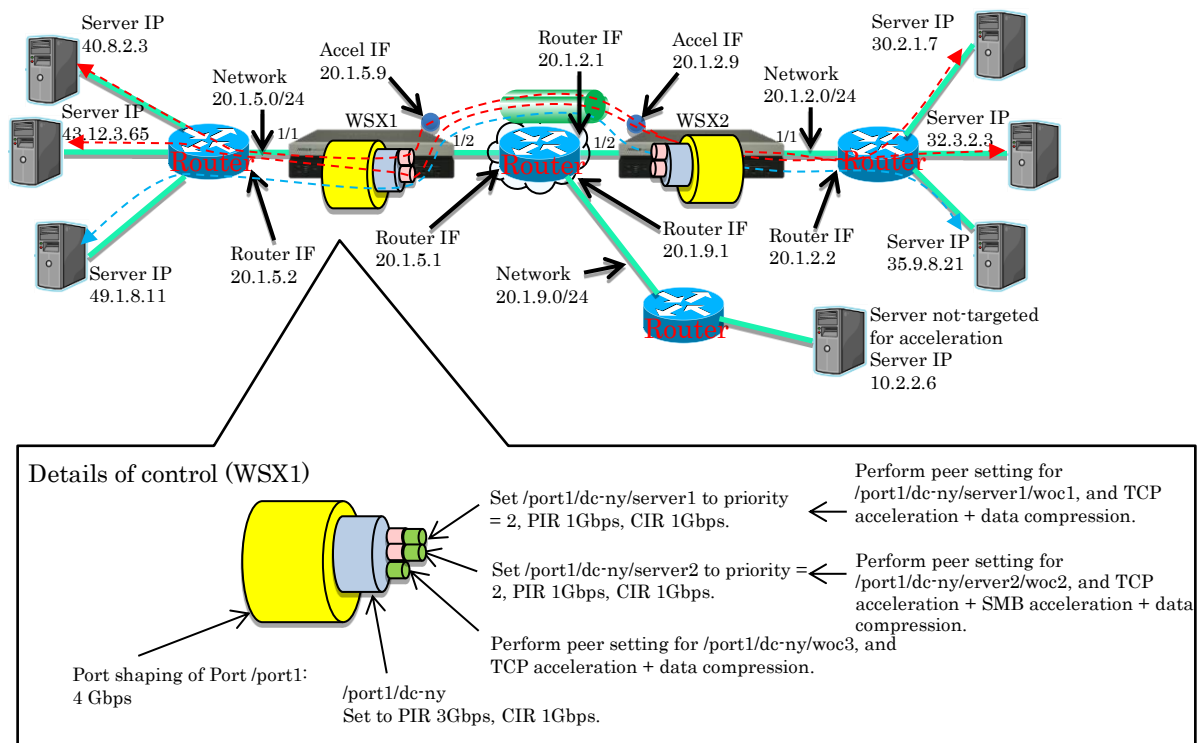 Server IP
40.8.2.3
Network
20.1.5.0/24
Accel IF
20.1.5.9
Router IF
20.1.2.1
Accel IF
20.1.2.9
Server IP
30.2.1.7
Network
20.1.2.0/24
Server IP
43.12.3.65
Router
1/1
WSX1
1/2
Router
1/2
WSX2
1/1
Router
Server IP
32.3.2.3
Server IP
49.1.8.11
Router IF
20.1.5.2
Router IF
20.1.5.1
Router IF
20.1.9.1
Router IF
20.1.2.2
Server IP
35.9.8.21
Network
20.1.9.0/24
Router
Server not-targeted
for acceleration
Server IP
10.2.2.6
Details of control (WSX1)
Set /port1/dc-ny/server1 to priority
= 2, PIR 1Gbps, CIR 1Gbps.
Perform peer setting for
/port1/dc-ny/server1/woc1, and TCP
acceleration + data compression.
Set /port1/dc-ny/server2 to priority =
2, PIR 1Gbps, CIR 1Gbps.
Perform peer setting for
/port1/dc-ny/erver2/woc2, and TCP
acceleration + SMB acceleration + data
compression.
Perform peer setting for /port1/dc-ny/woc3, and
TCP acceleration + data compression.
Port shaping of Port /port1:
4 Gbps
/port1/dc-ny
Set to PIR 3Gbps, CIR 1Gbps.